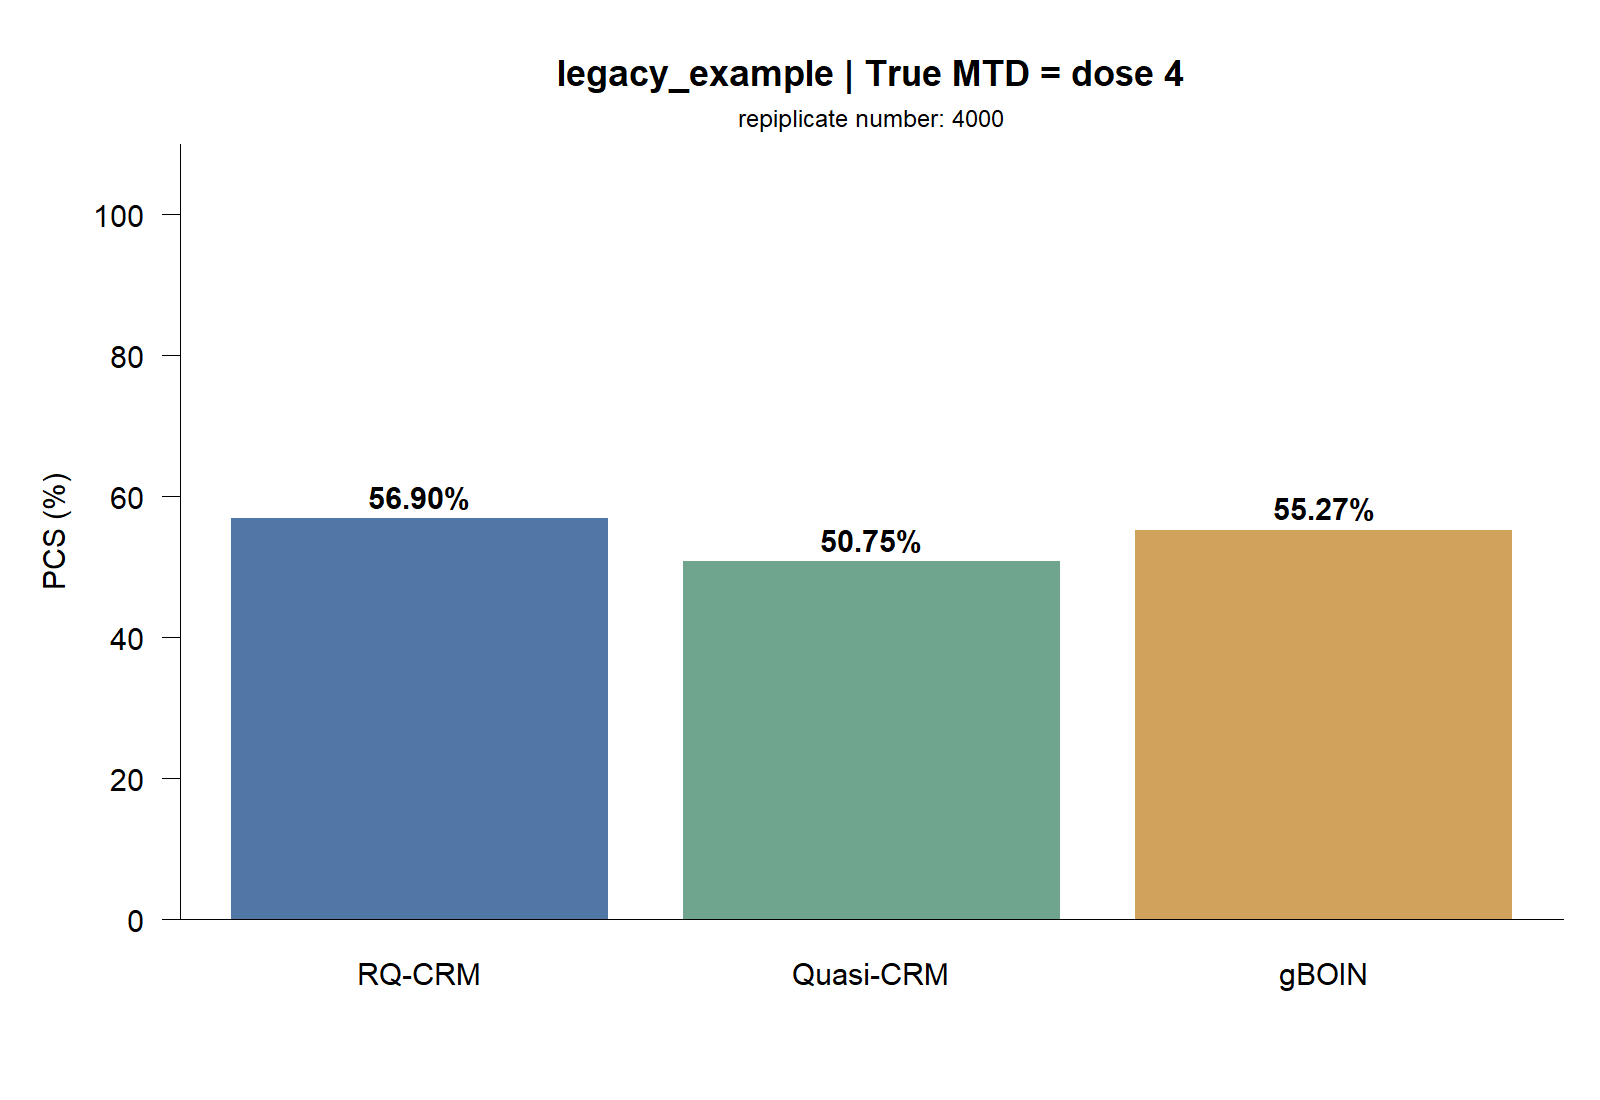 legacy_example | True MTD = dose 4
repiplicate number: 4000
100
80
60
40
20
0
PCS (%)
56.90%
50.75%
55.27%
RQ-CRM
Quasi-CRM
gBOIN